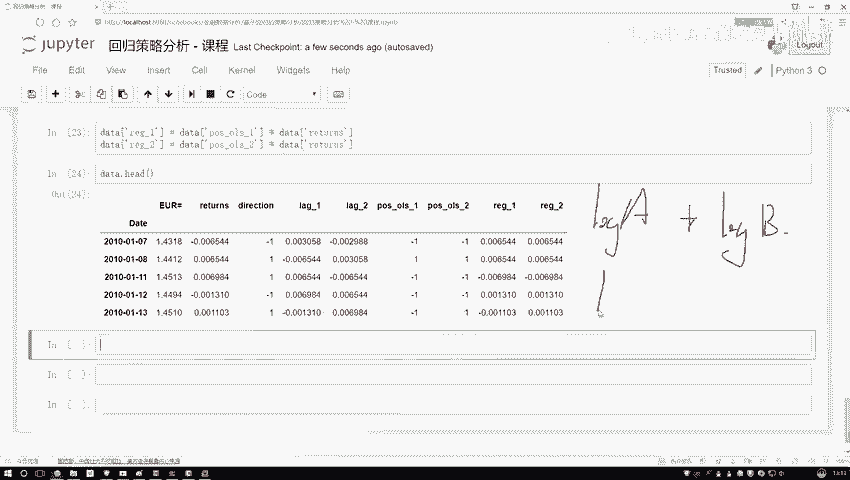 jupyter 回归策略分析 - 课程 Last Checkpoint: a few seconds ago (autosaved)
Logout
File Edit View Insert Cell Kernel Widgets Help
Trusted Python 3
Code
In [23]: data['reg_1'] = data['pos_ols_1'] * data['returns']
data['reg_2'] = data['pos_ols_2'] * data['returns']
In [24]: data.head()
Out[24]:
EUR= returns direction lag_1 lag_2 pos_ols_1 pos_ols_2 reg_1 reg_2
Date
2010-01-07 1.4318 -0.006544 -1 0.003058 -0.002988 -1 -1 0.006544 0.006544
2010-01-08 1.4412 0.006544 1 -0.006544 0.003058 1 1 0.006544 0.006544
2010-01-11 1.4513 0.006984 1 0.006544 -0.006544 -1 -1 -0.006984 -0.006984
2010-01-12 1.4494 -0.001310 -1 0.006984 0.006544 -1 -1 0.001310 0.001310
2010-01-13 1.4510 0.001103 1 -0.001310 0.006984 -1 1 -0.001103 0.001103
log A + log B.
In [ ]:
In [ ]:
In [ ]: